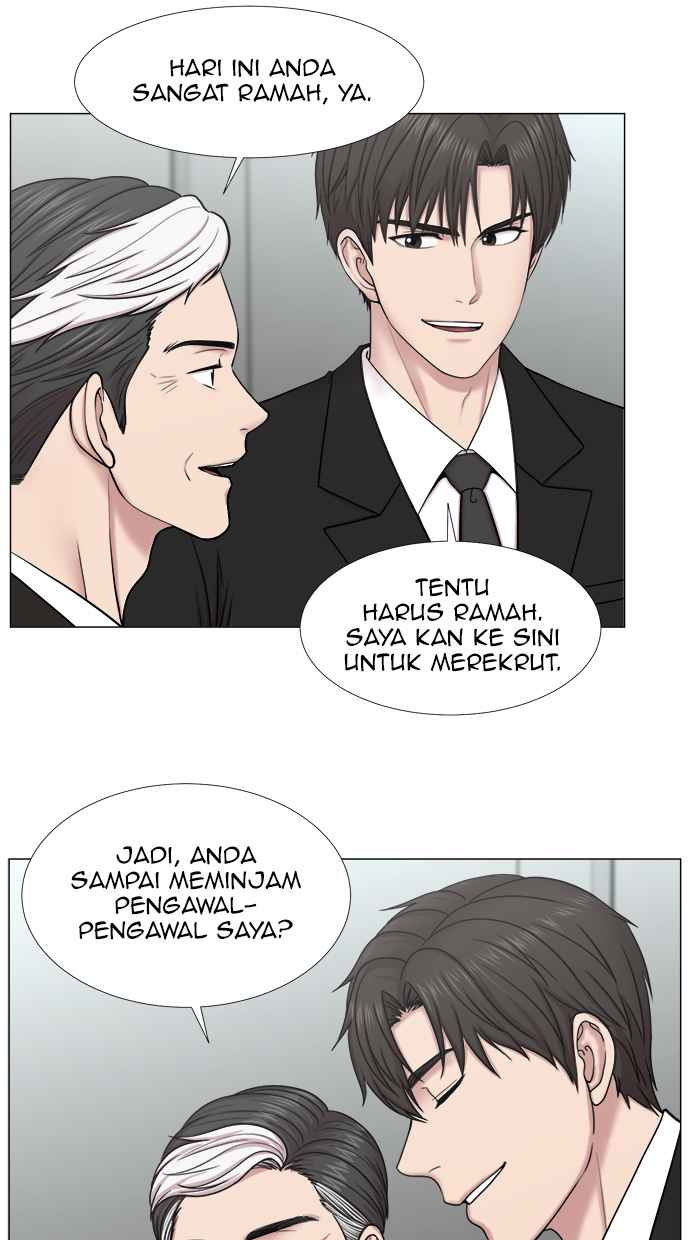 HARI INI ANDA
SANGAT RAMAH, YA.
TENTU
HARUS RAMAH.
SAYA KAN KE SINI
UNTUK MEREKRUT.
JADI, ANDA
SAMPAI MEMINJAM
PENGAWAL-
PENGAWAL SAYA?